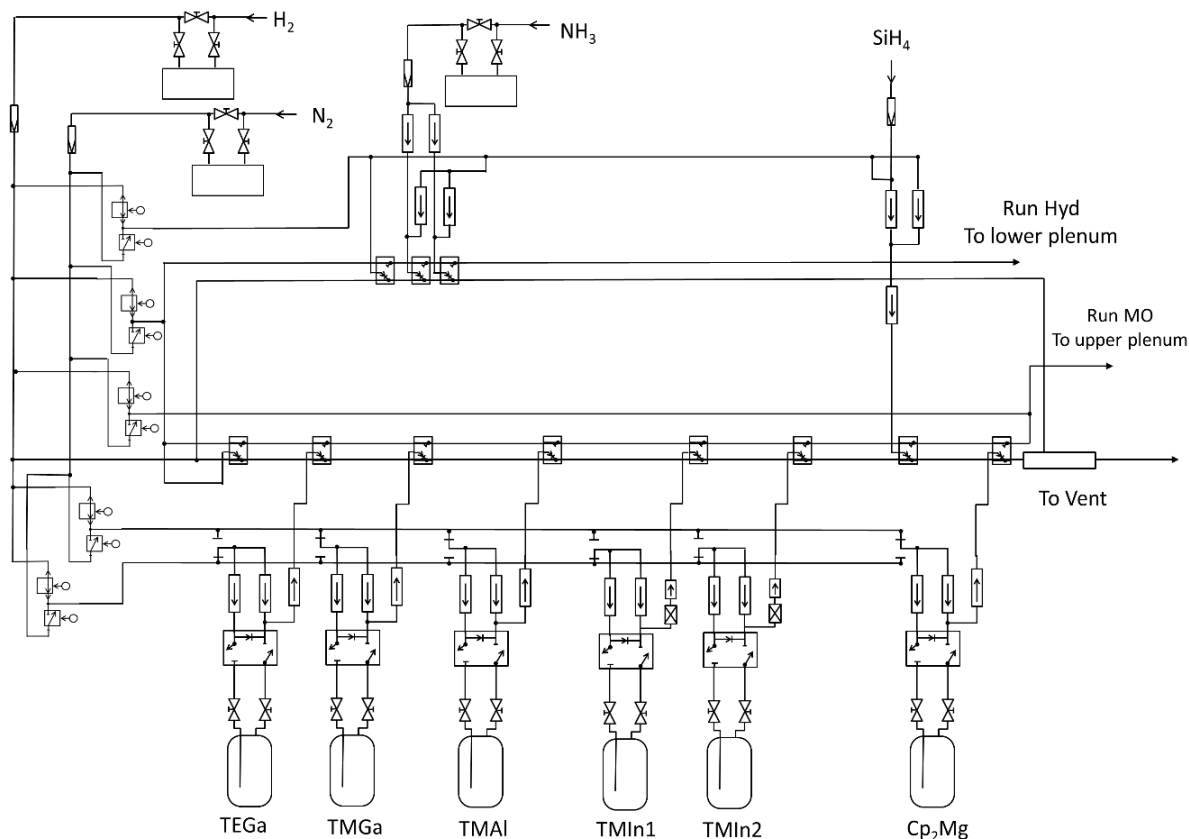 H₂
NH₃
SiH₄
N₂
Run Hyd
To lower plenum
Run MO
To upper plenum
To Vent
TEGa
TMGa
TMAl
TMIn1
TMIn2
Cp₂Mg